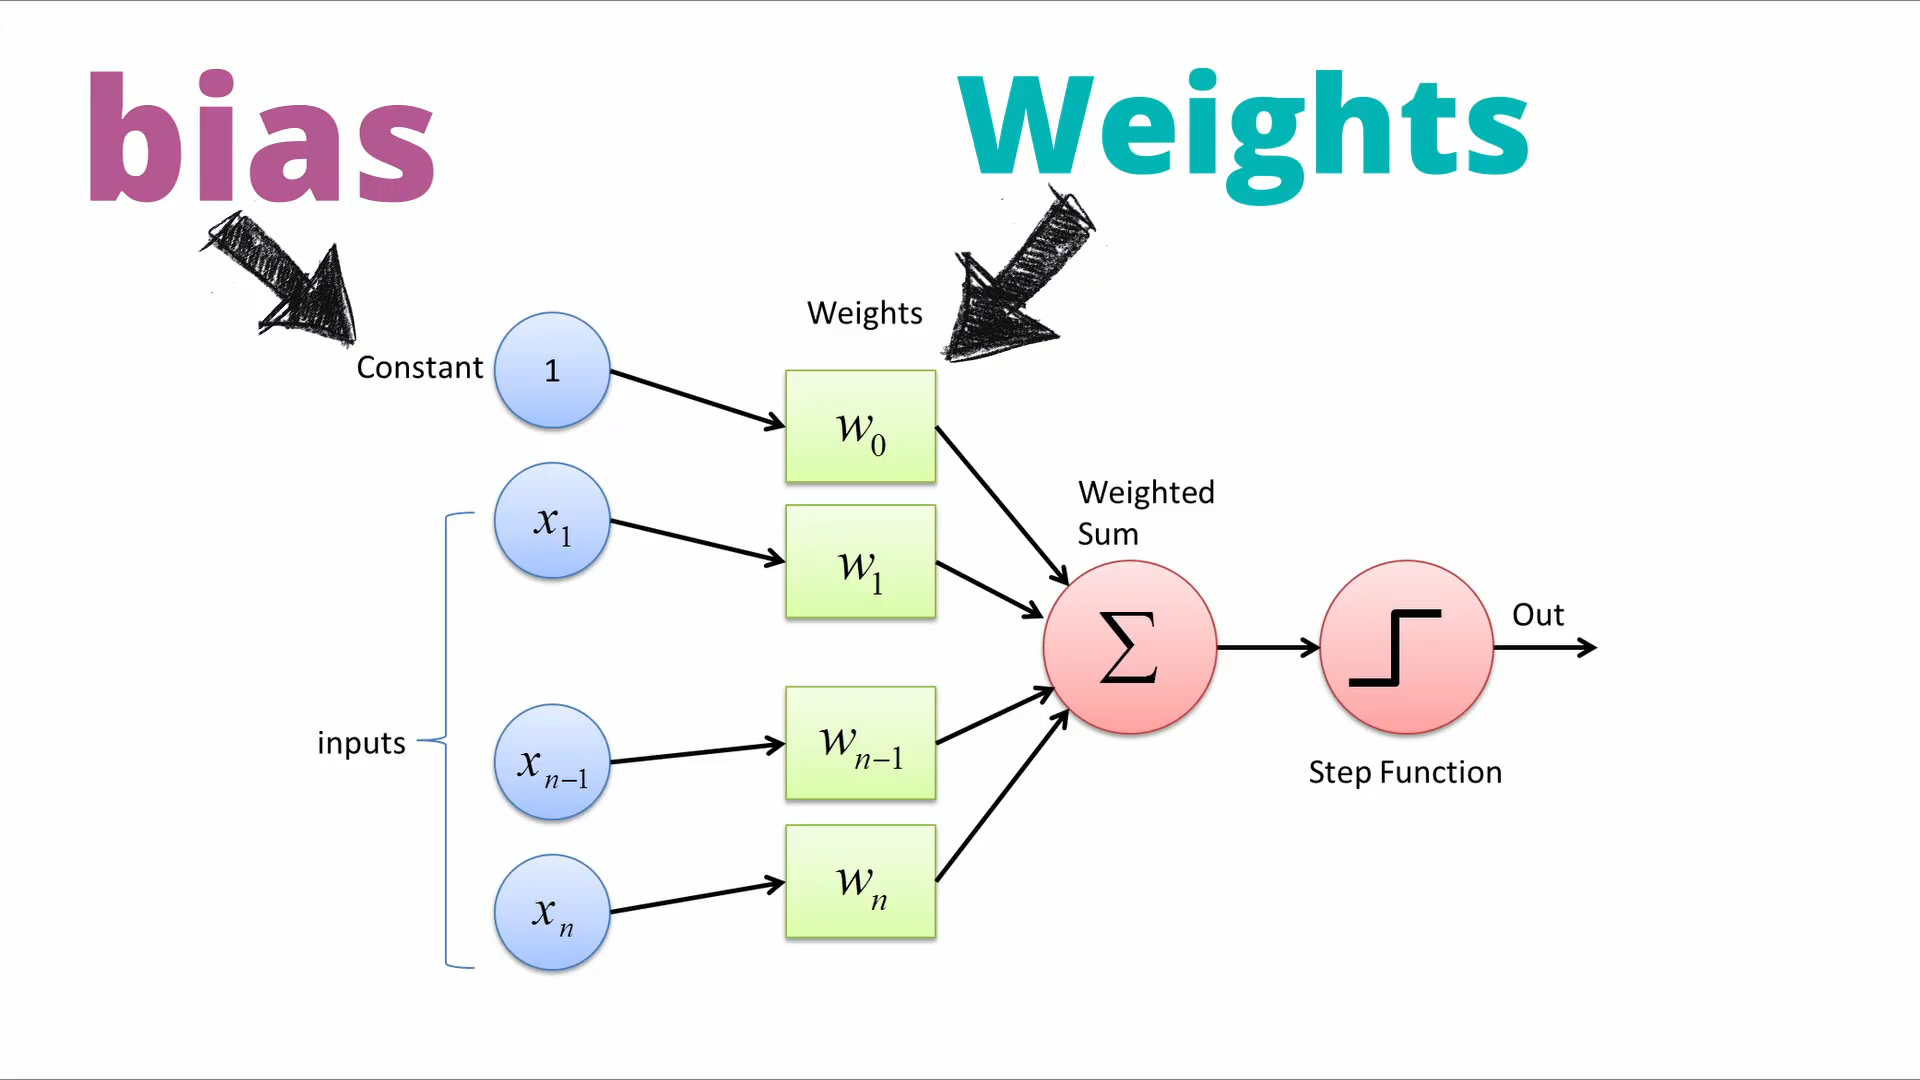 bias
Weights
Weights
Constant
1
w₀
x₁
w₁
Weighted
Sum
Σ
Out
inputs
xₙ₋₁
wₙ₋₁
Step Function
xₙ
wₙ